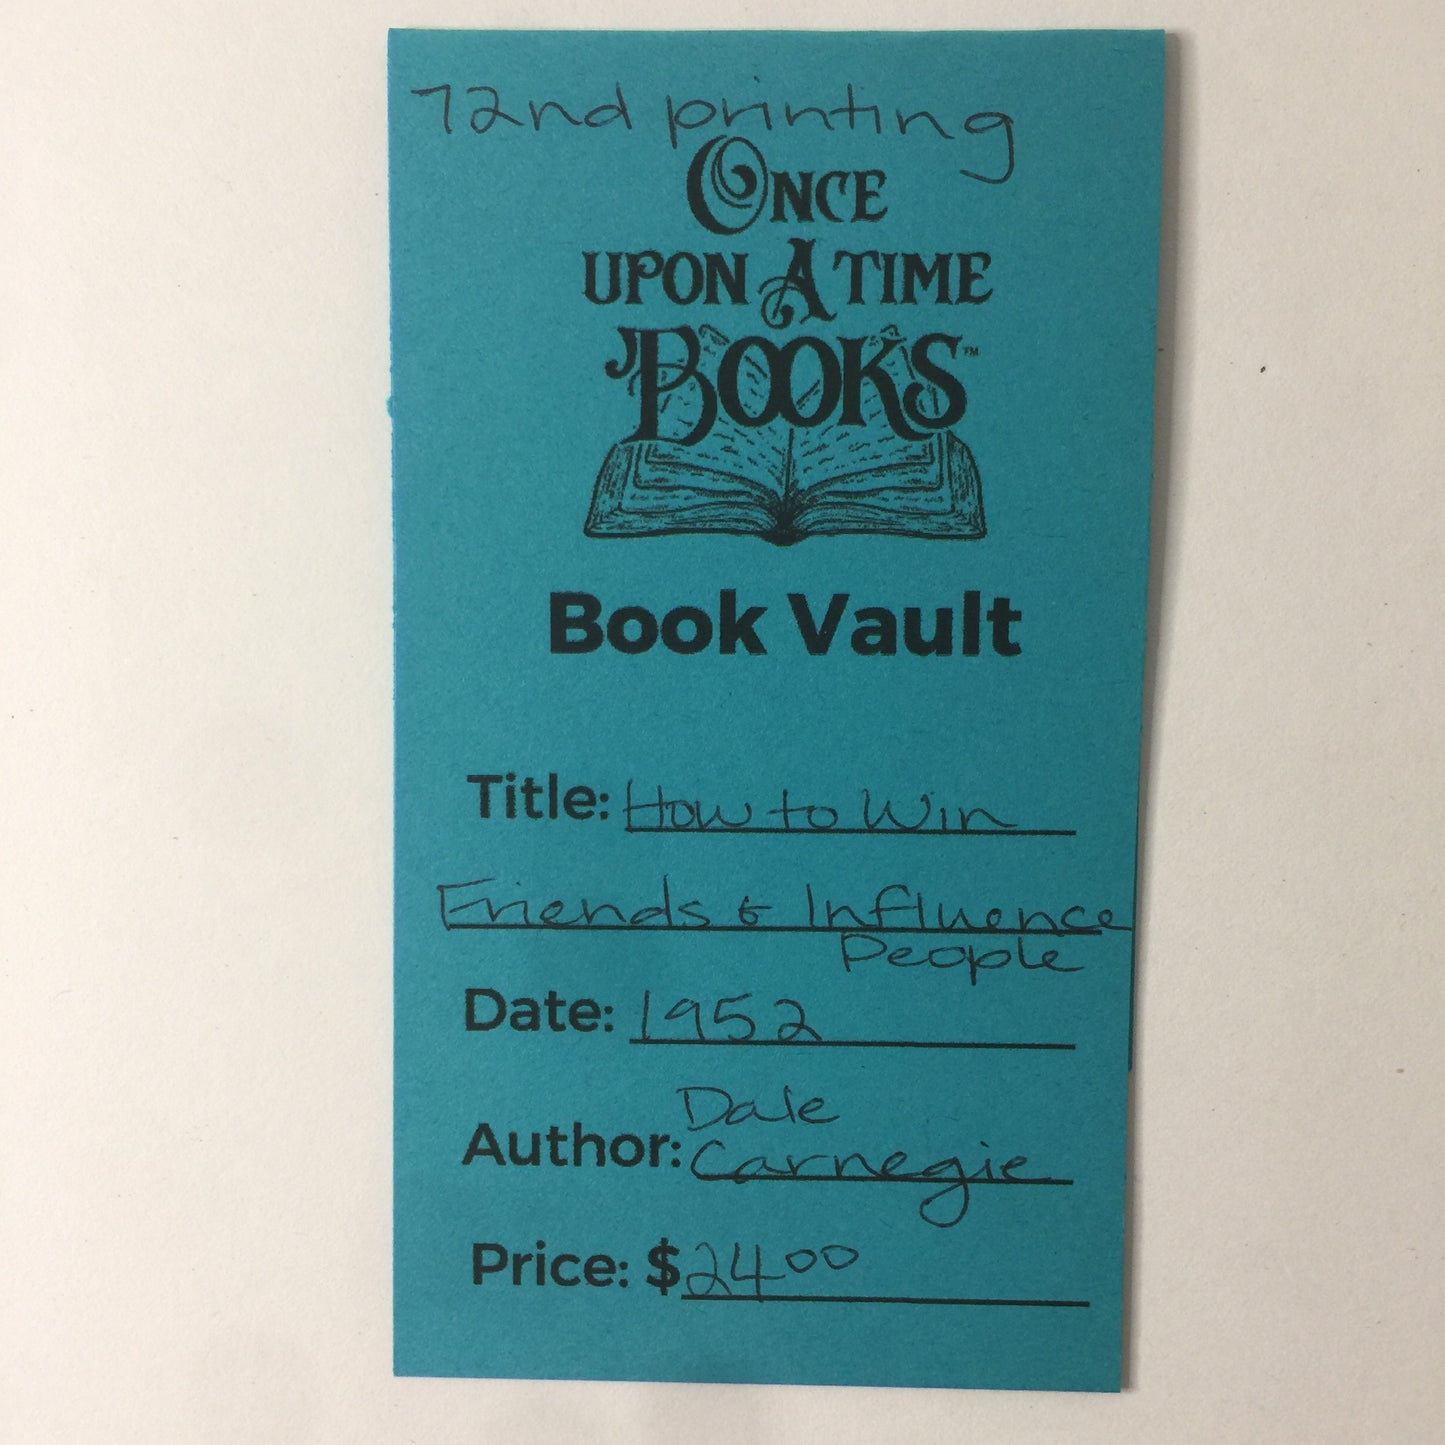 72nd printing
ONCE
UPON A TIME
BOOKS™
Book Vault
Title: How to Win
Friends & Influence
People
Date: 1952
Dale
Author: Carnegie
Price: $24 00